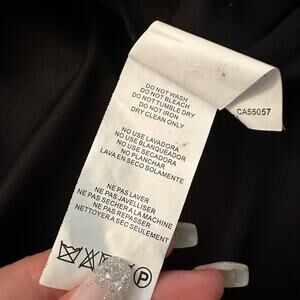 DO NOT WASH
DO NOT BLEACH
DO NOT TUMBLE DRY
DO NOT IRON
DRY CLEAN ONLY
NO USE LAVADORA
NO USE BLANQUEADOR
NO USE SECADORA
NO PLANCHAR
LAVA EN SECO SOLAMENTE
NE PAS LAVER
NE PAS JAVELLISER
NE PAS SECHER A LA MACHINE
NE PAS REPASSER
NETTOYER A SEC SEULEMENT
P
CA55057